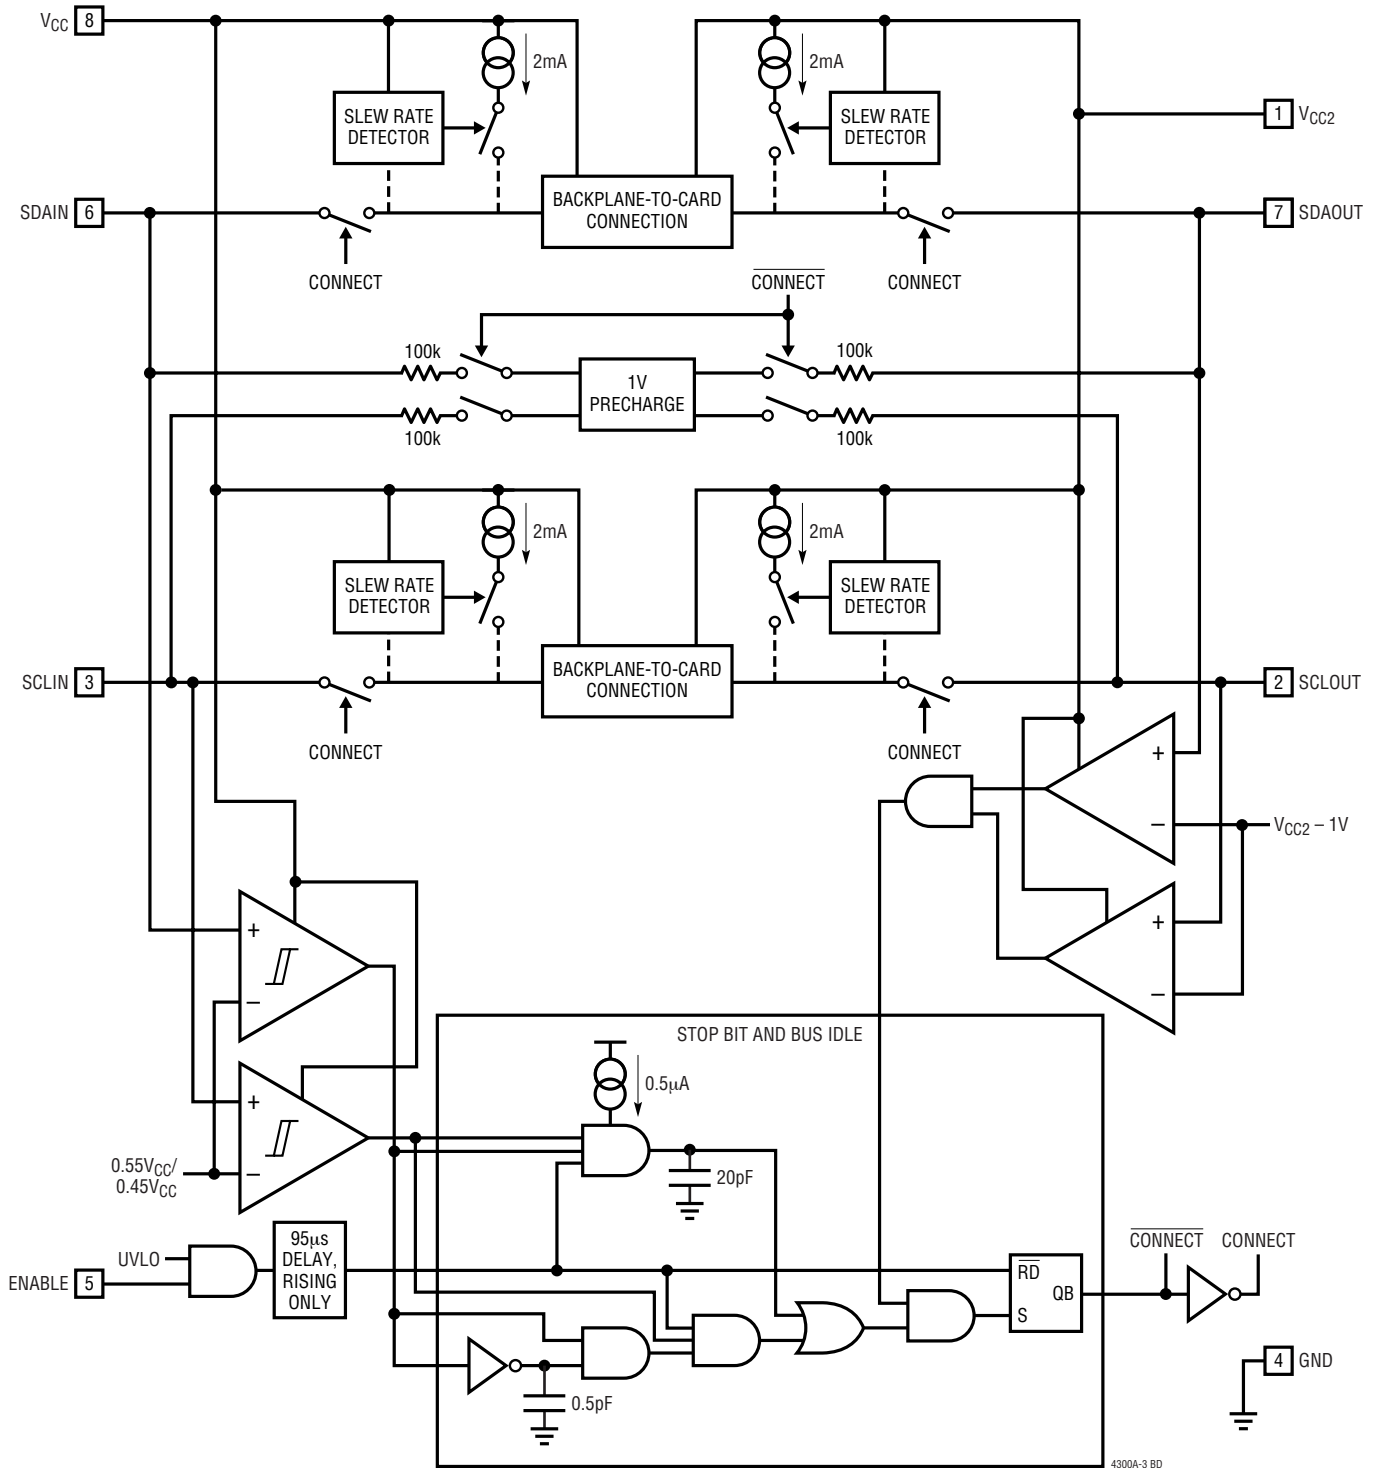 VCC 8
2mA
2mA
SLEW RATE
DETECTOR
SLEW RATE
DETECTOR
1 VCC2
SDAIN 6
BACKPLANE-TO-CARD
CONNECTION
7 SDAOUT
CONNECT
CONNECT
CONNECT
100k
100k
1V
PRECHARGE
100k
100k
2mA
2mA
SLEW RATE
DETECTOR
SLEW RATE
DETECTOR
SCLIN 3
BACKPLANE-TO-CARD
CONNECTION
2 SCLOUT
CONNECT
CONNECT
+
–
VCC2 – 1V
+
–
+
–
STOP BIT AND BUS IDLE
0.5µA
+
–
0.55VCC/
0.45VCC
20pF
UVLO
ENABLE 5
95µs
DELAY,
RISING
ONLY
RD
QB
S
CONNECT
CONNECT
4 GND
0.5pF
4300A-3 BD